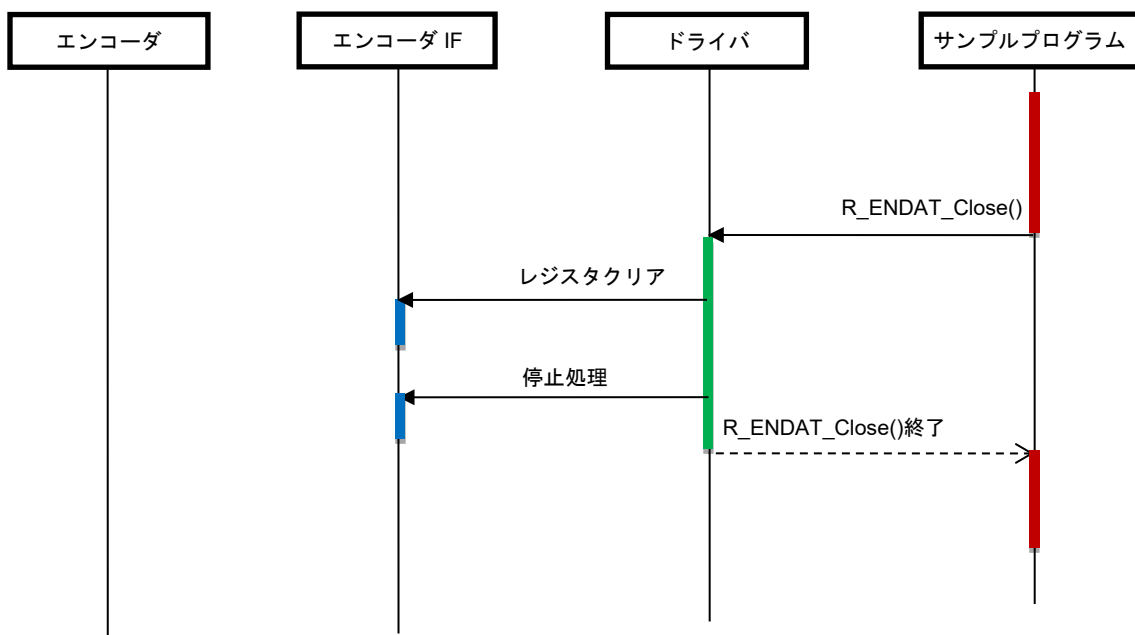 エンコーダ
エンコーダ IF
ドライバ
サンプルプログラム
R_ENDAT_Close()
レジスタクリア
停止処理
R_ENDAT_Close()終了